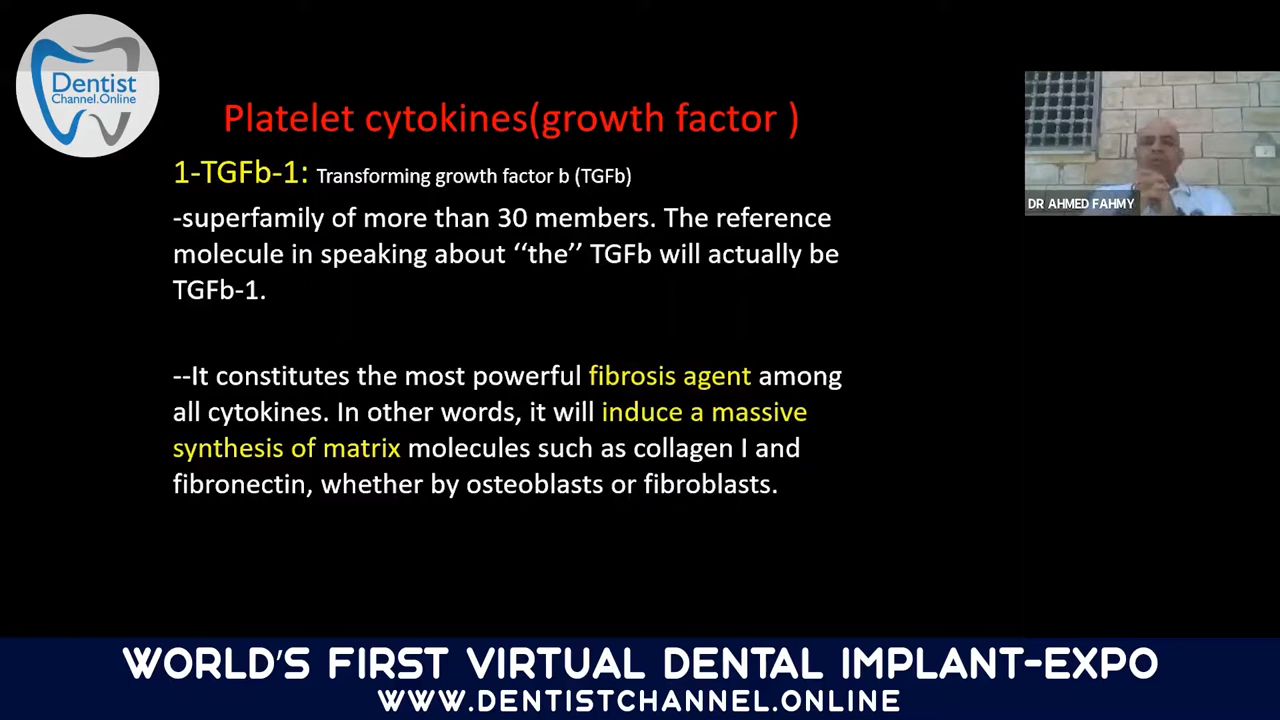 Dentist
Channel.Online
Platelet cytokines(growth factor )
1-TGFb-1: Transforming growth factor b (TGFb)
-superfamily of more than 30 members. The reference
molecule in speaking about ‘‘the’’ TGFb will actually be
TGFb-1.
--It constitutes the most powerful fibrosis agent among
all cytokines. In other words, it will induce a massive
synthesis of matrix molecules such as collagen I and
fibronectin, whether by osteoblasts or fibroblasts.
DR AHMED FAHMY
WORLD'S FIRST VIRTUAL DENTAL IMPLANT-EXPO
WWW.DENTISTCHANNEL.ONLINE